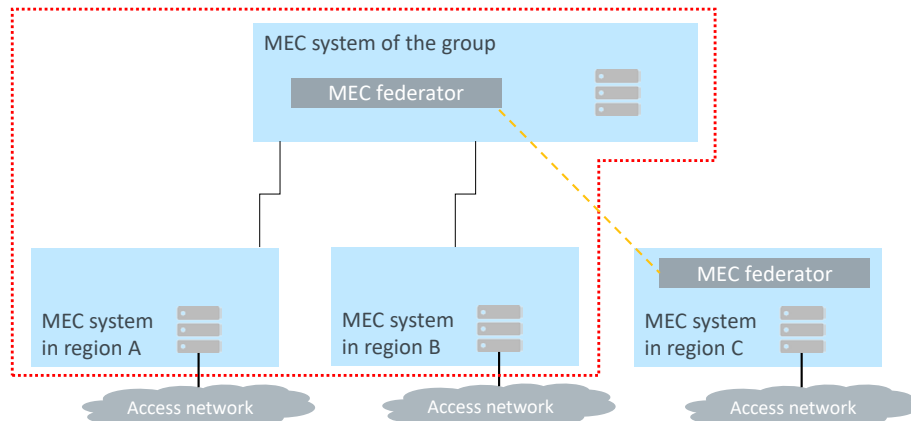 MEC system of the group
MEC federator
MEC federator
MEC system
in region A
MEC system
in region B
MEC system
in region C
Access network
Access network
Access network